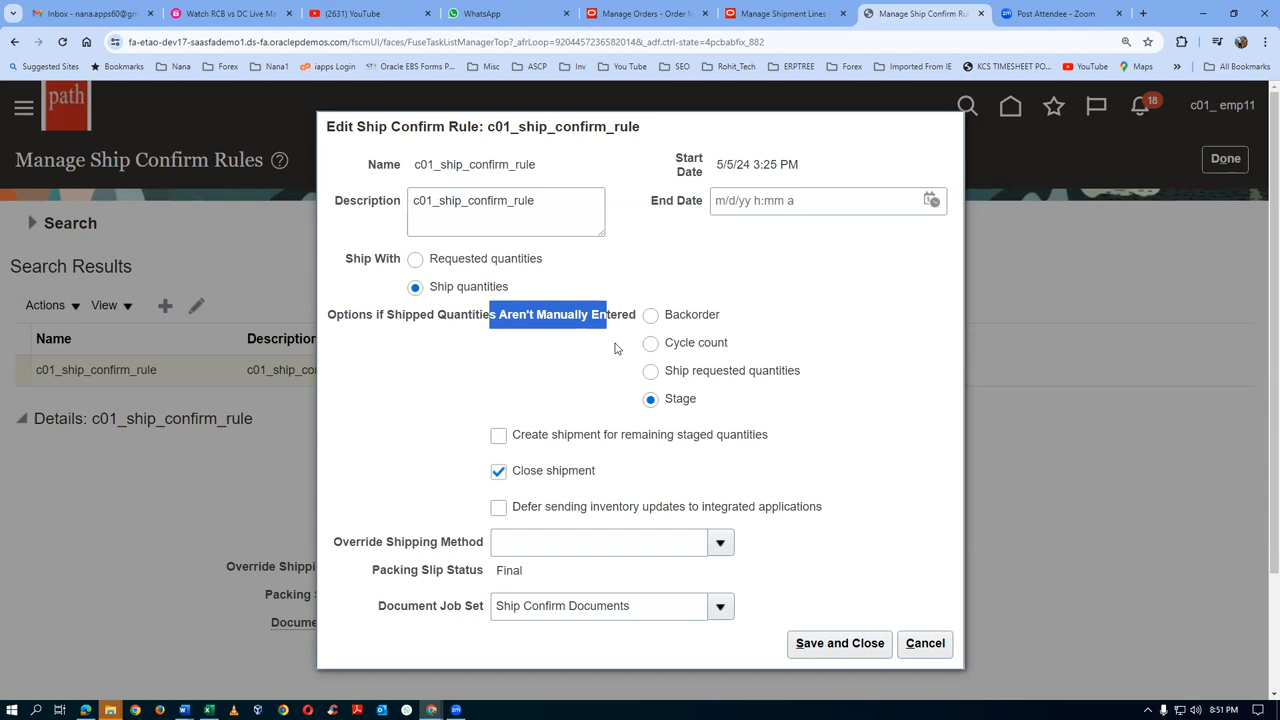 Inbox - nana.apps60@gm
Watch RCB vs DC Live M
(2631) YouTube
WhatsApp
Manage Orders - Order M
Manage Shipment Lines
Manage Ship Confirm Rul
Post Attendee - Zoom
fa-etao-dev17-saasfademo1.ds-fa.oraclepdemos.com/fscmUI/faces/FuseTaskListManagerTop?_afrLoop=9204457236582014&_adf.ctrl-state=4pcbabfix_882
Suggested Sites
Bookmarks
Nana
Forex
Nana1
iapps Login
Oracle EBS Forms P...
Misc
ASCP
Inv
You Tube
SEO
Rohit_Tech
ERPTREE
Forex
Imported From IE
KCS TIMESHEET PO...
YouTube
Maps
All Bookmarks
path
18
c01_ emp11
Manage Ship Confirm Rules
Done
Search
Search Results
Actions
View
Name
Description
c01_ship_confirm_rule
c01_ship_co
Details: c01_ship_confirm_rule
Override Shippi
Packing
Docume
Edit Ship Confirm Rule: c01_ship_confirm_rule
Name
c01_ship_confirm_rule
Start Date
5/5/24 3:25 PM
Description
c01_ship_confirm_rule
End Date
m/d/yy h:mm a
Ship With
Requested quantities
Ship quantities
Options if Shipped Quantities Aren't Manually Entered
Backorder
Cycle count
Ship requested quantities
Stage
Create shipment for remaining staged quantities
Close shipment
Defer sending inventory updates to integrated applications
Override Shipping Method
Packing Slip Status
Final
Document Job Set
Ship Confirm Documents
Save and Close
Cancel
8:51 PM